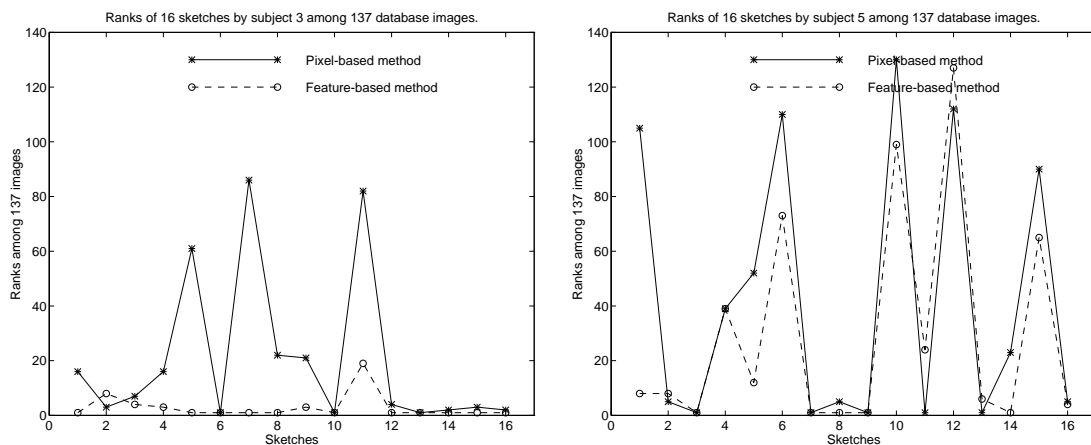 Ranks of 16 sketches by subject 3 among 137 database images.
140
120
100
80
60
40
20
0
Ranks among 137 images
Pixel-based method
Feature-based method
0 2 4 6 8 10 12 14 16
Sketches
Ranks of 16 sketches by subject 5 among 137 database images.
140
120
100
80
60
40
20
0
Ranks among 137 images
Pixel-based method
Feature-based method
0 2 4 6 8 10 12 14 16
Sketches